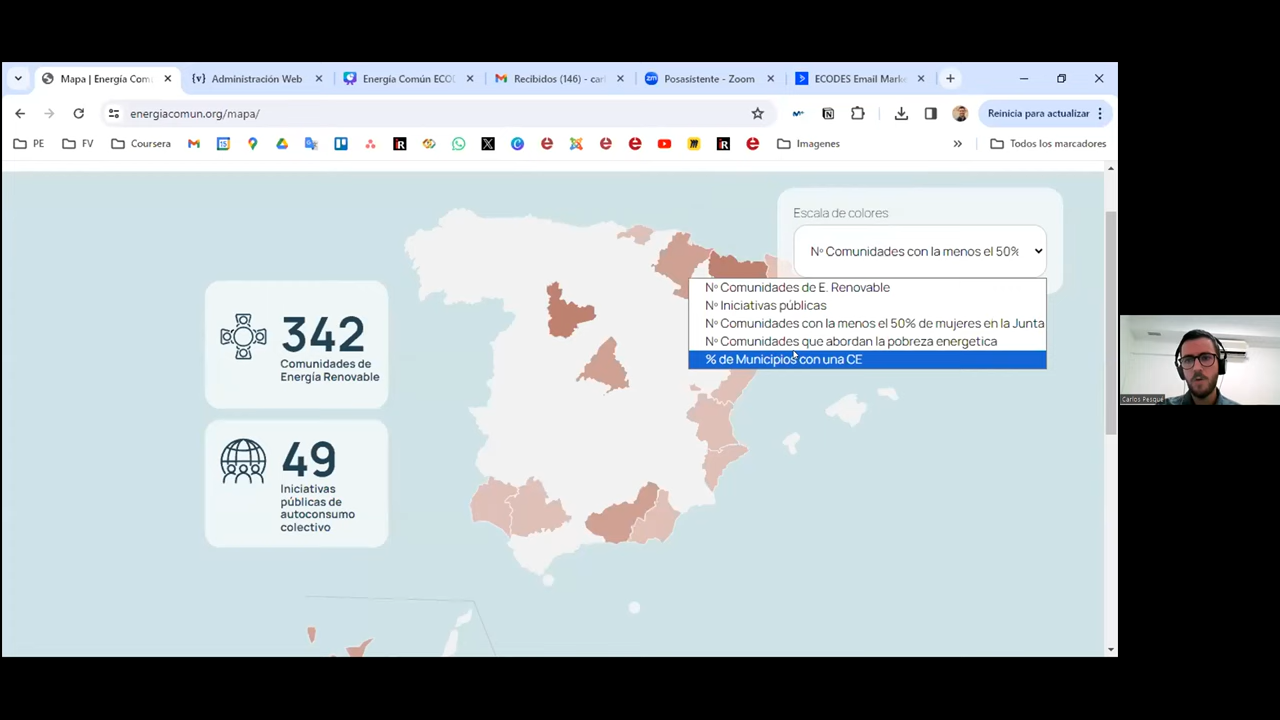 Mapa | Energía Com
Administración Web
Energía Común ECO
Recibidos (146) - carl
Posasistente - Zoom
ECODES Email Mark
energiacomun.org/mapa/
Reinicia para actualizar
PE
FV
Coursera
Imagenes
Todos los marcadores
Escala de colores
Nº Comunidades con la menos el 50%
Nº Comunidades de E. Renovable
Nº Iniciativas públicas
Nº Comunidades con la menos el 50% de mujeres en la Junta
Nº Comunidades que abordan la pobreza energetica
% de Municipios con una CE
342
Comunidades de
Energía Renovable
49
Iniciativas
públicas de
autoconsumo
colectivo
Carlos Pesque